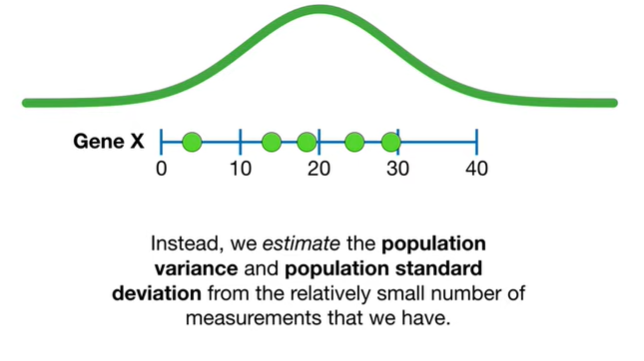 Gene X
0 10 20 30 40
Instead, we estimate the population
variance and population standard
deviation from the relatively small number of
measurements that we have.